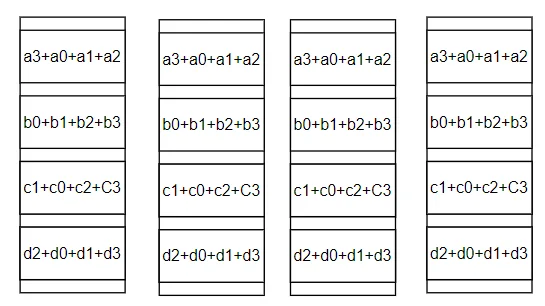 a3+a0+a1+a2 a3+a0+a1+a2 a3+a0+a1+a2 a3+a0+a1+a2
b0+b1+b2+b3 b0+b1+b2+b3 b0+b1+b2+b3 b0+b1+b2+b3
c1+c0+c2+C3 c1+c0+c2+C3 c1+c0+c2+C3 c1+c0+c2+C3
d2+d0+d1+d3 d2+d0+d1+d3 d2+d0+d1+d3 d2+d0+d1+d3